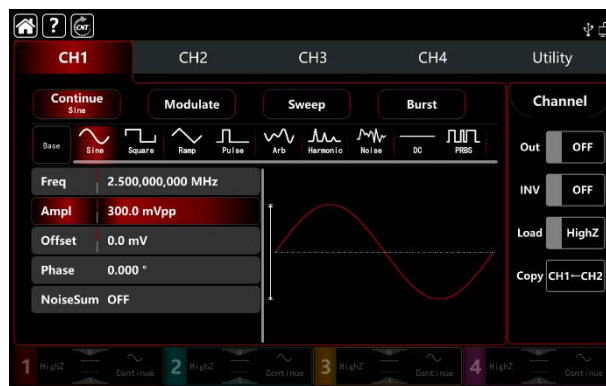 ? CNT
CH1 CH2 CH3 CH4 Utility
Continue Modulate Sweep Burst Channel
Sine
Base Sine Square Ramp Pulse Arb Harmonic Noise DC PRBS
Out OFF
Freq 2.500,000,000 MHz
INV OFF
Ampl 300.0 mVpp
Load HighZ
Offset 0.0 mV
Phase 0.000 °
Copy CH1←CH2
NoiseSum OFF
1 HighZ Continue 2 HighZ Continue 3 HighZ Continue 4 HighZ Continue